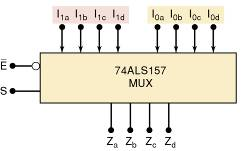 I1a I1b I1c I1d I0a I0b I0c I0d
E̅
74ALS157
MUX
S
Za Zb Zc Zd